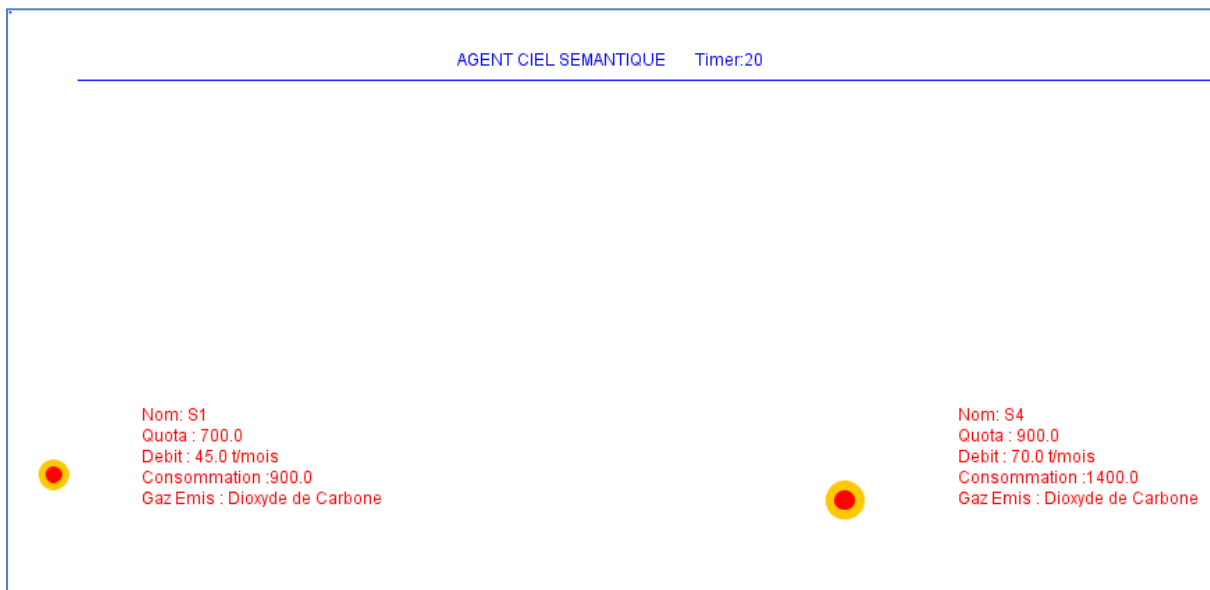 AGENT CIEL SEMANTIQUE Timer:20
Nom: S1
Quota : 700.0
Debit : 45.0 t/mois
Consommation :900.0
Gaz Emis : Dioxyde de Carbone
Nom: S4
Quota : 900.0
Debit : 70.0 t/mois
Consommation :1400.0
Gaz Emis : Dioxyde de Carbone